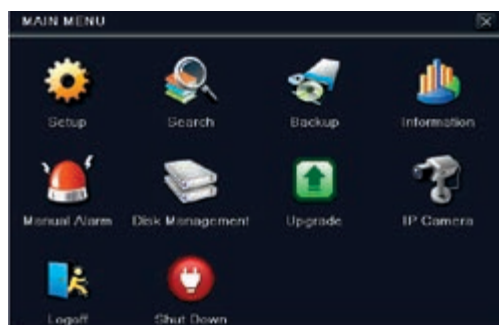 MAIN MENU
Setup Search Backup Information
Manual Alarm Disk Management Upgrade IP Camera
Logoff Shut Down